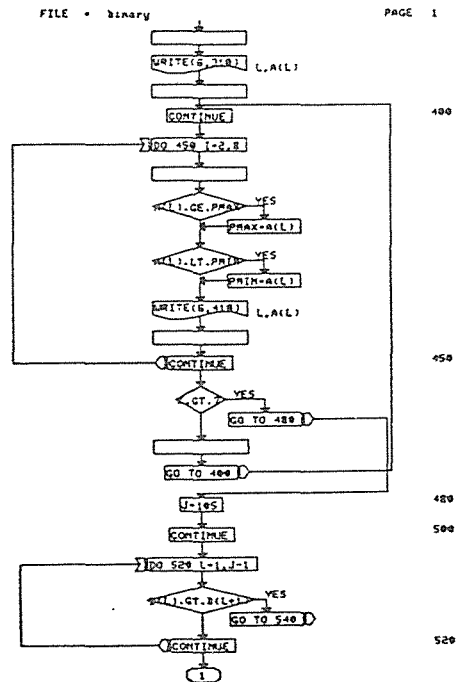 FILE • binary PAGE 1
WRITE(6,310) L,A(L)
CONTINUE 400
DO 450 I=2,8
A(L).GE.PMAX YES
PMAX=A(L)
A(L).LT.PMIN YES
PMIN=A(L)
WRITE(6,410) L,A(L)
CONTINUE 450
.GT. YES
GO TO 480
GO TO 400
J=105 480
CONTINUE 500
DO 520 L=1,J-1
(L).GT.B(L+1 YES
GO TO 540
CONTINUE 520
1